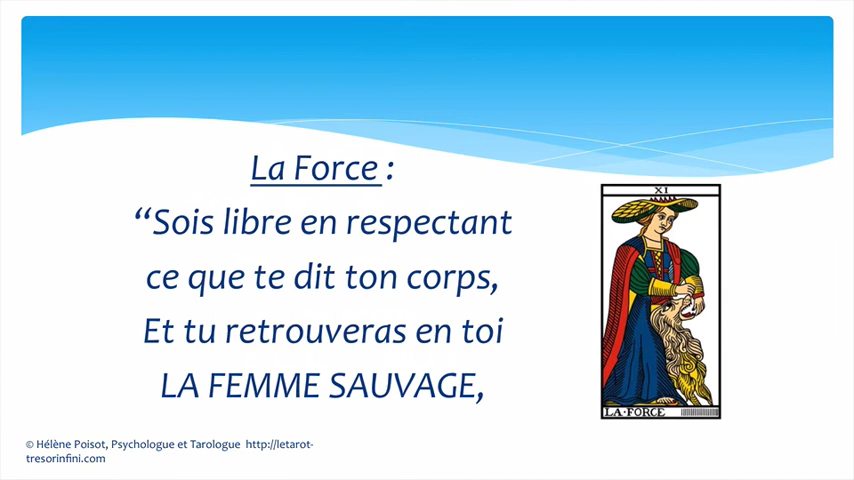 La Force :
“Sois libre en respectant
ce que te dit ton corps,
Et tu retrouveras en toi
LA FEMME SAUVAGE,
XI
LA·FORCE
© Hélène Poisot, Psychologue et Tarologue http://letarot-
tresorinfini.com